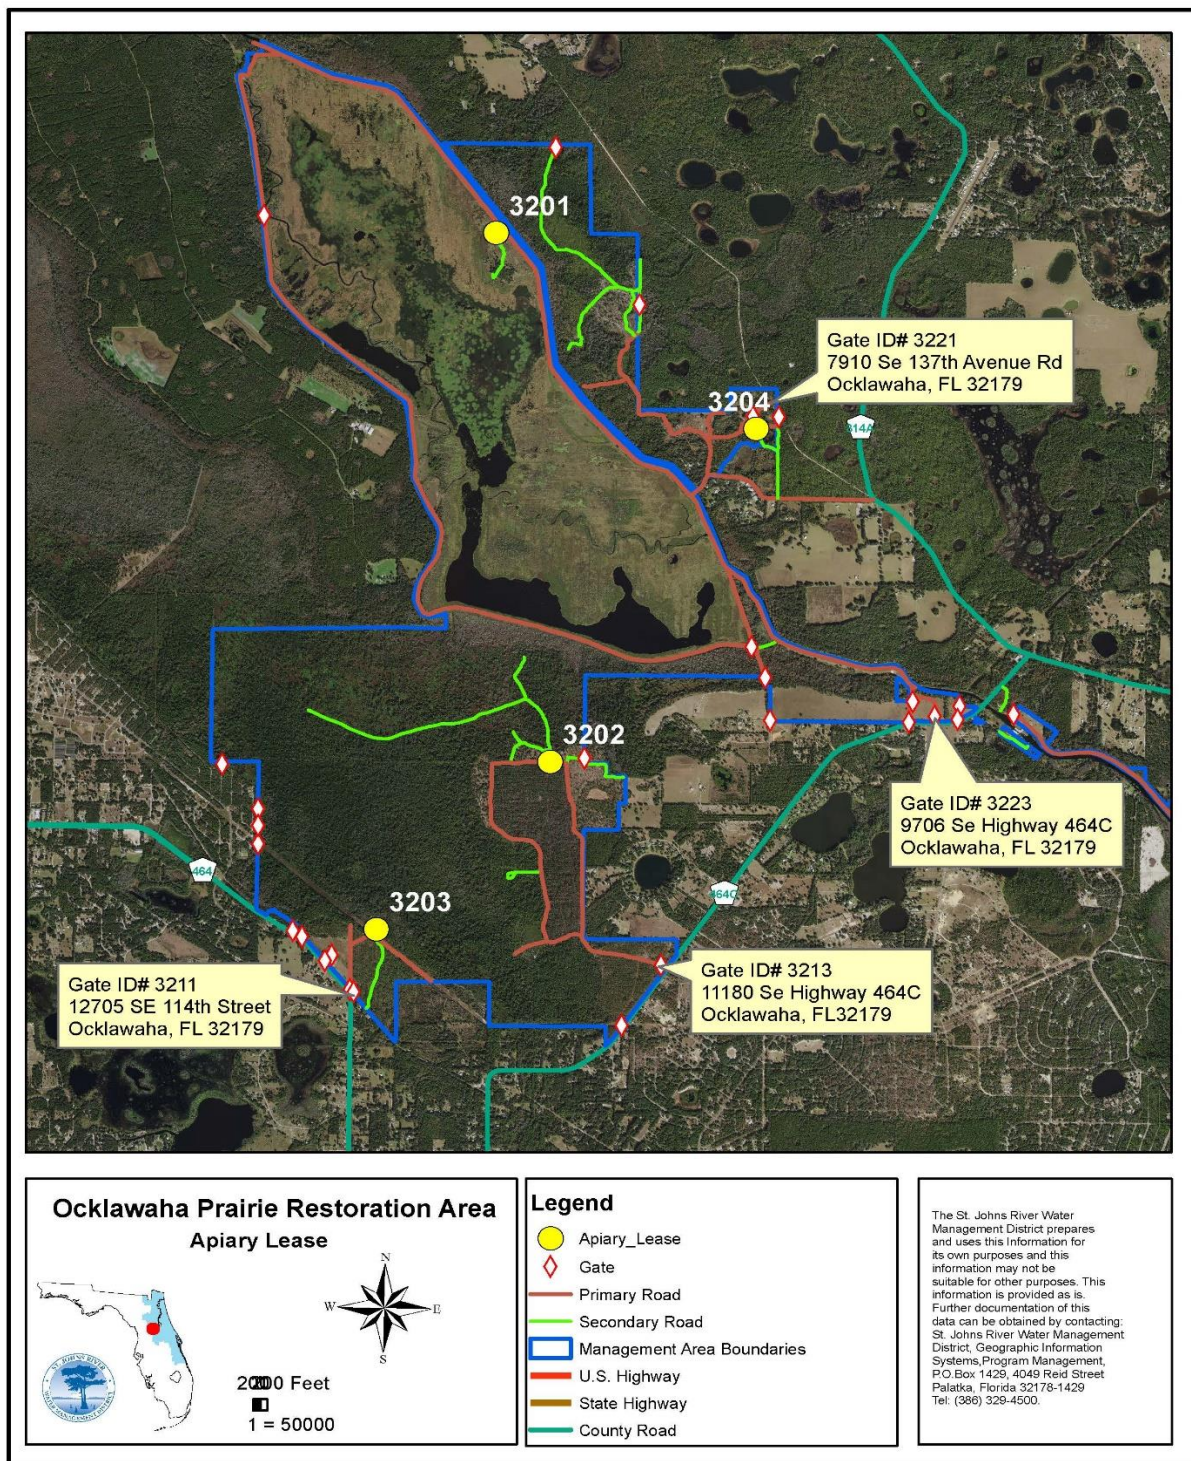 3201
Gate ID# 3221
7910 Se 137th Avenue Rd
Ocklawaha, FL 32179
3204
314A
3202
Gate ID# 3223
9706 Se Highway 464C
Ocklawaha, FL 32179
464
464C
3203
Gate ID# 3211
12705 SE 114th Street
Ocklawaha, FL 32179
Gate ID# 3213
11180 Se Highway 464C
Ocklawaha, FL32179
Ocklawaha Prairie Restoration Area
Apiary Lease
N
W
E
S
ST. JOHNS RIVER
WATER MANAGEMENT DISTRICT
Feet
1 = 50000
Legend
Apiary_Lease
Gate
Primary Road
Secondary Road
Management Area Boundaries
U.S. Highway
State Highway
County Road
The St. Johns River Water
Management District prepares
and uses this Information for
its own purposes and this
information may not be
suitable for other purposes. This
information is provided as is.
Further documentation of this
data can be obtained by contacting:
St. Johns River Water Management
District, Geographic Information
Systems,Program Management,
P.O.Box 1429, 4049 Reid Street
Palatka, Florida 32178-1429
Tel: (386) 329-4500.